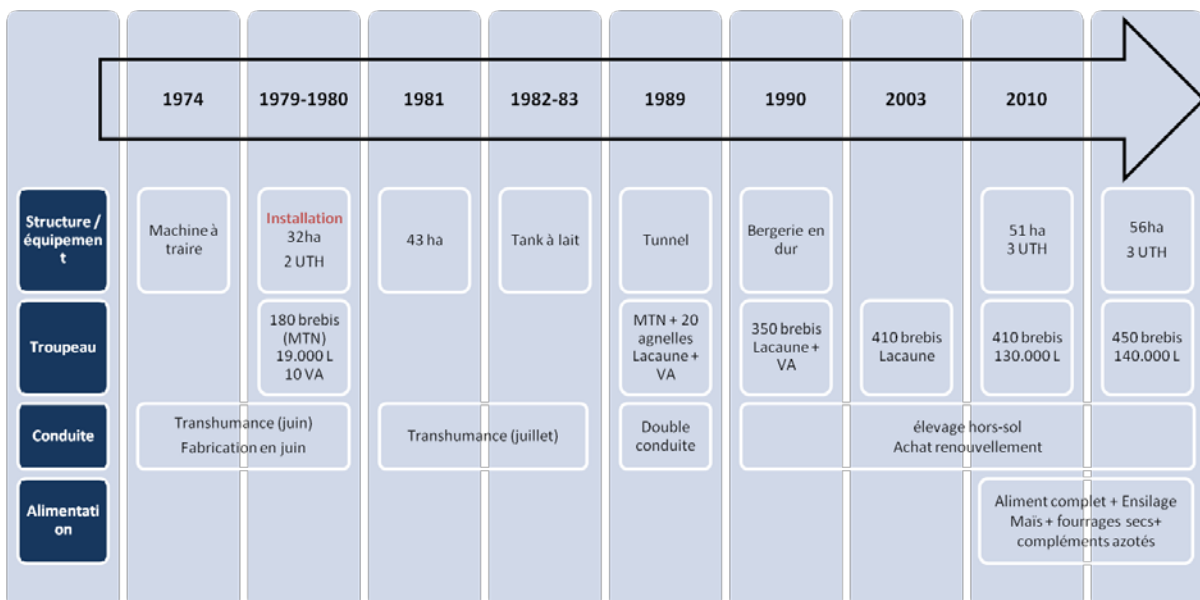 1974
1979-1980
1981
1982-83
1989
1990
2003
2010
Structure /
équipemen
t
Machine à
traire
Installation
32ha
2 UTH
43 ha
Tank à lait
Tunnel
Bergerie en
dur
51 ha
3 UTH
56ha
3 UTH
Troupeau
180 brebis
(MTN)
19.000 L
10 VA
MTN + 20
agnelles
Lacaune +
VA
350 brebis
Lacaune +
VA
410 brebis
Lacaune
410 brebis
130.000 L
450 brebis
140.000 L
Conduite
Transhumance (juin)
Fabrication en juin
Transhumance (juillet)
Double
conduite
élevage hors-sol
Achat renouvellement
Alimentati
on
Aliment complet + Ensilage
Maïs + fourrages secs+
compléments azotés